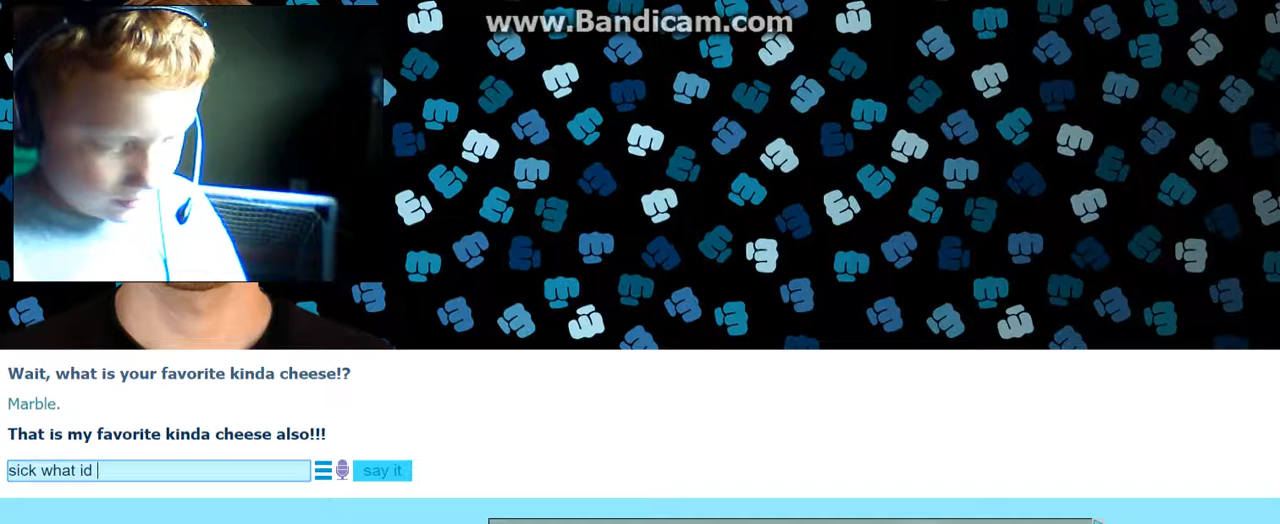 www.Bandicam.com
Wait, what is your favorite kinda cheese!?
Marble.
That is my favorite kinda cheese also!!!
sick what id
say it